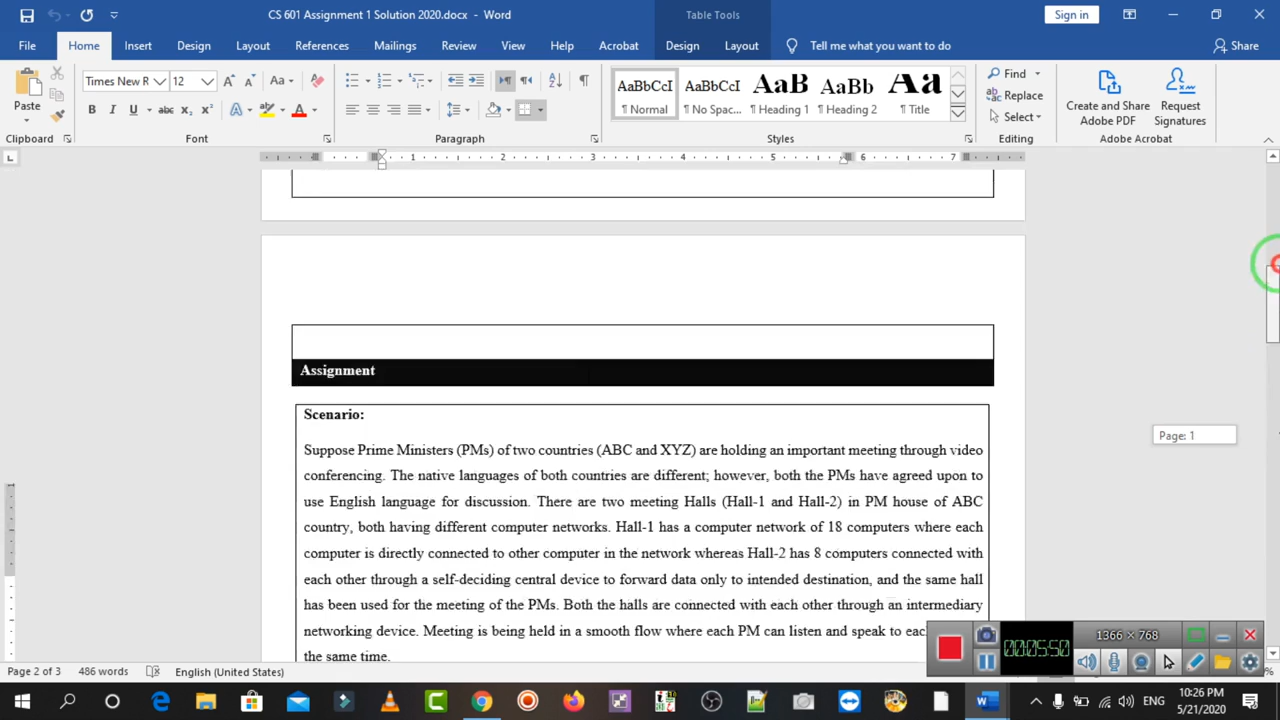 CS 601 Assignment 1 Solution 2020.docx - Word
Table Tools
Sign in
File Home Insert Design Layout References Mailings Review View Help Acrobat Design Layout Tell me what you want to do Share
Paste
Times New R 12
AaBbCcI AaBbCcI AaB AaBb Aa
¶ Normal ¶ No Spac... ¶ Heading 1 ¶ Heading 2 ¶ Title
Find
Replace
Select
Create and Share Adobe PDF
Request Signatures
Clipboard Font Paragraph Styles Editing Adobe Acrobat
1 2 3 4 5 6 7
Assignment
Scenario:
Suppose Prime Ministers (PMs) of two countries (ABC and XYZ) are holding an important meeting through video
conferencing. The native languages of both countries are different; however, both the PMs have agreed upon to
use English language for discussion. There are two meeting Halls (Hall-1 and Hall-2) in PM house of ABC
country, both having different computer networks. Hall-1 has a computer network of 18 computers where each
computer is directly connected to other computer in the network whereas Hall-2 has 8 computers connected with
each other through a self-deciding central device to forward data only to intended destination, and the same hall
has been used for the meeting of the PMs. Both the halls are connected with each other through an intermediary
networking device. Meeting is being held in a smooth flow where each PM can listen and speak to
the same time.
Page: 1
1366 × 768
00:05:50
Page 2 of 3 486 words English (United States)
ENG
10:26 PM
5/21/2020